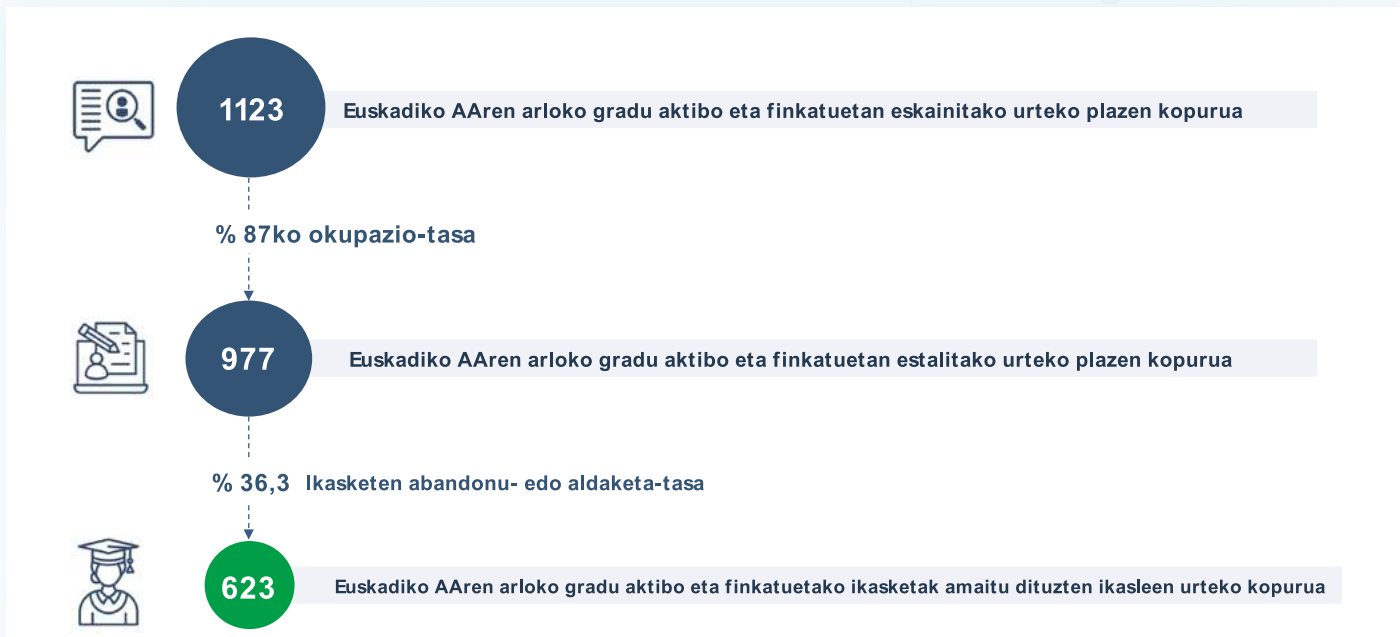 1123
Euskadiko AAren arloko gradu aktibo eta finkatuetan eskainitako urteko plazen kopurua
% 87ko okupazio-tasa
977
Euskadiko AAren arloko gradu aktibo eta finkatuetan estalitako urteko plazen kopurua
% 36,3 Ikasketen abandonu- edo aldaketa-tasa
623
Euskadiko AAren arloko gradu aktibo eta finkatuetako ikasketak amaitu dituzten ikasleen urteko kopurua